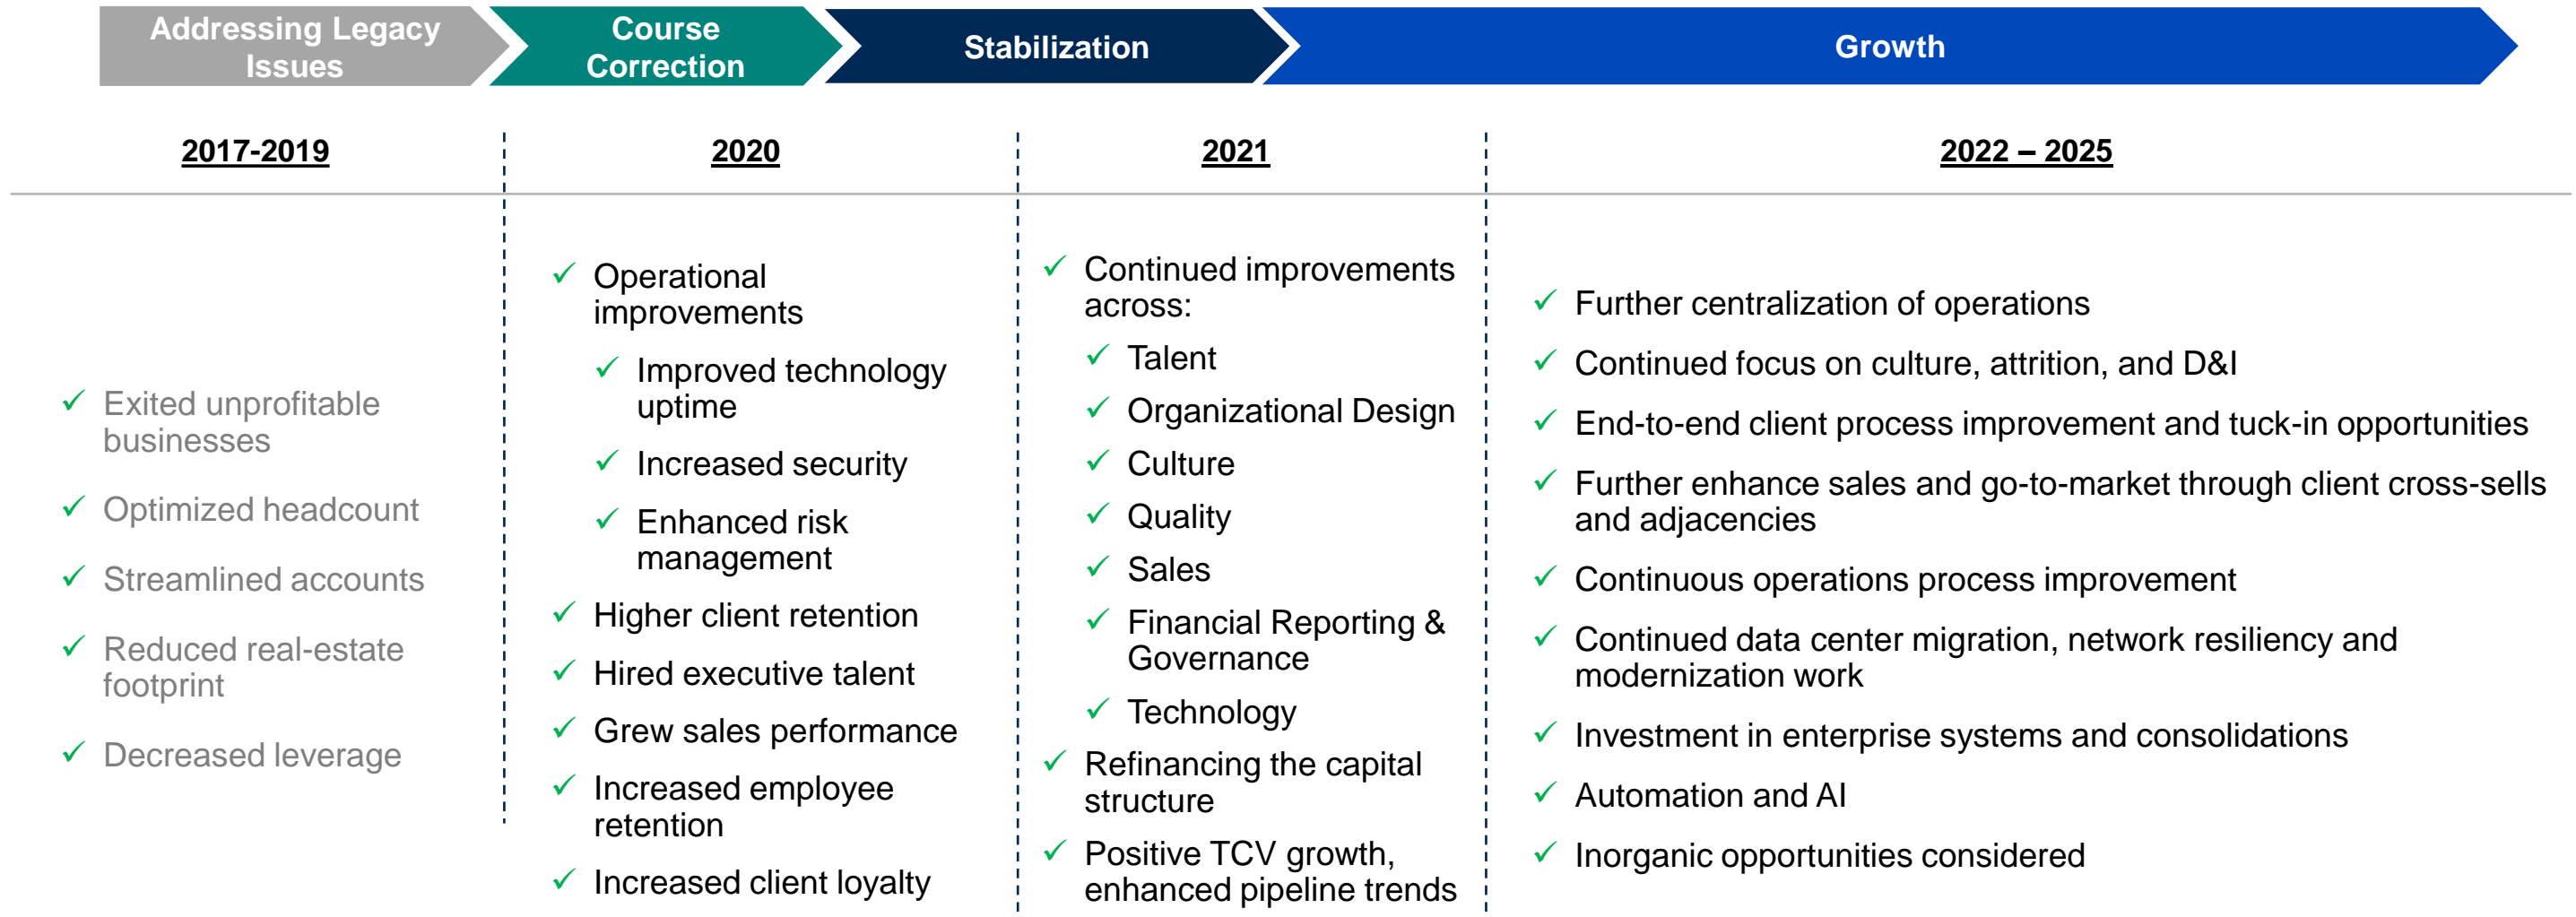 Addressing Legacy
Issues
Course
Correction
Stabilization
Growth
2017-2019
2020
2021
2022 – 2025
Exited unprofitable
businesses
Optimized headcount
Streamlined accounts
Reduced real-estate
footprint
Decreased leverage
Operational
improvements
Improved technology
uptime
Increased security
Enhanced risk
management
Higher client retention
Hired executive talent
Grew sales performance
Increased employee
retention
Increased client loyalty
Continued improvements
across:
Talent
Organizational Design
Culture
Quality
Sales
Financial Reporting &
Governance
Technology
Refinancing the capital
structure
Positive TCV growth,
enhanced pipeline trends
Further centralization of operations
Continued focus on culture, attrition, and D&I
End-to-end client process improvement and tuck-in opportunities
Further enhance sales and go-to-market through client cross-sells
and adjacencies
Continuous operations process improvement
Continued data center migration, network resiliency and
modernization work
Investment in enterprise systems and consolidations
Automation and AI
Inorganic opportunities considered